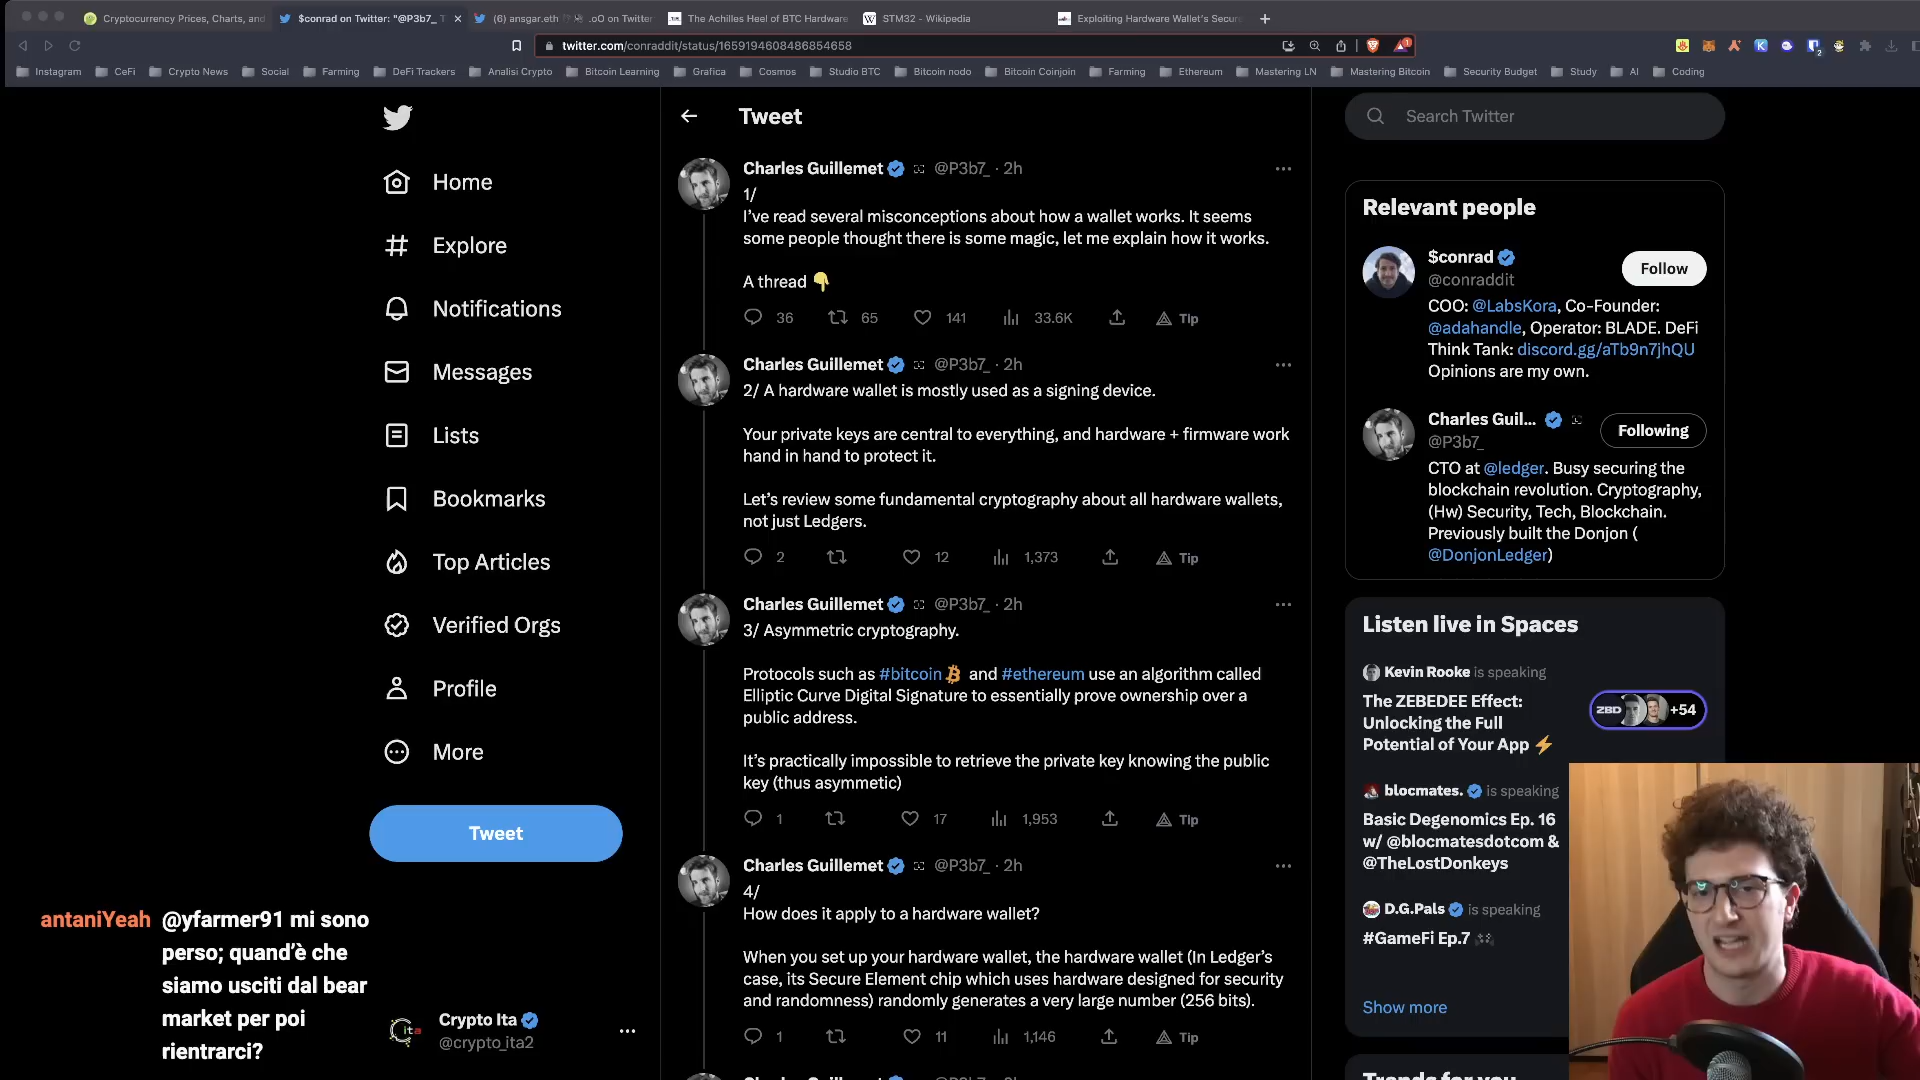 Cryptocurrency Prices, Charts, and
$conrad on Twitter: "@P3b7_
(6) ansgar.eth
.oO on Twitter
The Achilles Heel of BTC Hardware
STM32 - Wikipedia
Exploiting Hardware Wallet's Secur
twitter.com/conraddit/status/1659194608486854658
Instagram
CeFi
Crypto News
Social
Farming
DeFi Trackers
Analisi Crypto
Bitcoin Learning
Grafica
Cosmos
Studio BTC
Bitcoin nodo
Bitcoin Coinjoin
Farming
Ethereum
Mastering LN
Mastering Bitcoin
Security Budget
Study
AI
Coding
Home
Explore
Notifications
Messages
Lists
Bookmarks
Top Articles
Verified Orgs
Profile
More
Tweet
antaniYeah @yfarmer91 mi sono
perso; quand'è che
siamo usciti dal bear
market per poi
rientrarci?
Crypto Ita
@crypto_ita2
Tweet
Charles Guillemet @P3b7_ · 2h
1/
I've read several misconceptions about how a wallet works. It seems
some people thought there is some magic, let me explain how it works.
A thread 👇
36 65 141 33.6K Tip
Charles Guillemet @P3b7_ · 2h
2/ A hardware wallet is mostly used as a signing device.
Your private keys are central to everything, and hardware + firmware work
hand in hand to protect it.
Let's review some fundamental cryptography about all hardware wallets,
not just Ledgers.
2 12 1,373 Tip
Charles Guillemet @P3b7_ · 2h
3/ Asymmetric cryptography.
Protocols such as #bitcoin and #ethereum use an algorithm called
Elliptic Curve Digital Signature to essentially prove ownership over a
public address.
It's practically impossible to retrieve the private key knowing the public
key (thus asymmetic)
1 17 1,953 Tip
Charles Guillemet @P3b7_ · 2h
4/
How does it apply to a hardware wallet?
When you set up your hardware wallet, the hardware wallet (In Ledger's
case, its Secure Element chip which uses hardware designed for security
and randomness) randomly generates a very large number (256 bits).
1 11 1,146 Tip
Search Twitter
Relevant people
$conrad
@conraddit
Follow
COO: @LabsKora, Co-Founder:
@adahandle, Operator: BLADE. DeFi
Think Tank: discord.gg/aTb9n7jhQU
Opinions are my own.
Charles Guil...
@P3b7_
Following
CTO at @ledger. Busy securing the
blockchain revolution. Cryptography,
(Hw) Security, Tech, Blockchain.
Previously built the Donjon (
@DonjonLedger)
Listen live in Spaces
Kevin Rooke is speaking
The ZEBEDEE Effect:
Unlocking the Full
Potential of Your App ⚡
ZBD +54
blocmates. is speaking
Basic Degenomics Ep. 16
w/ @blocmatesdotcom &
@TheLostDonkeys
D.G.Pals is speaking
#GameFi Ep.7
Show more